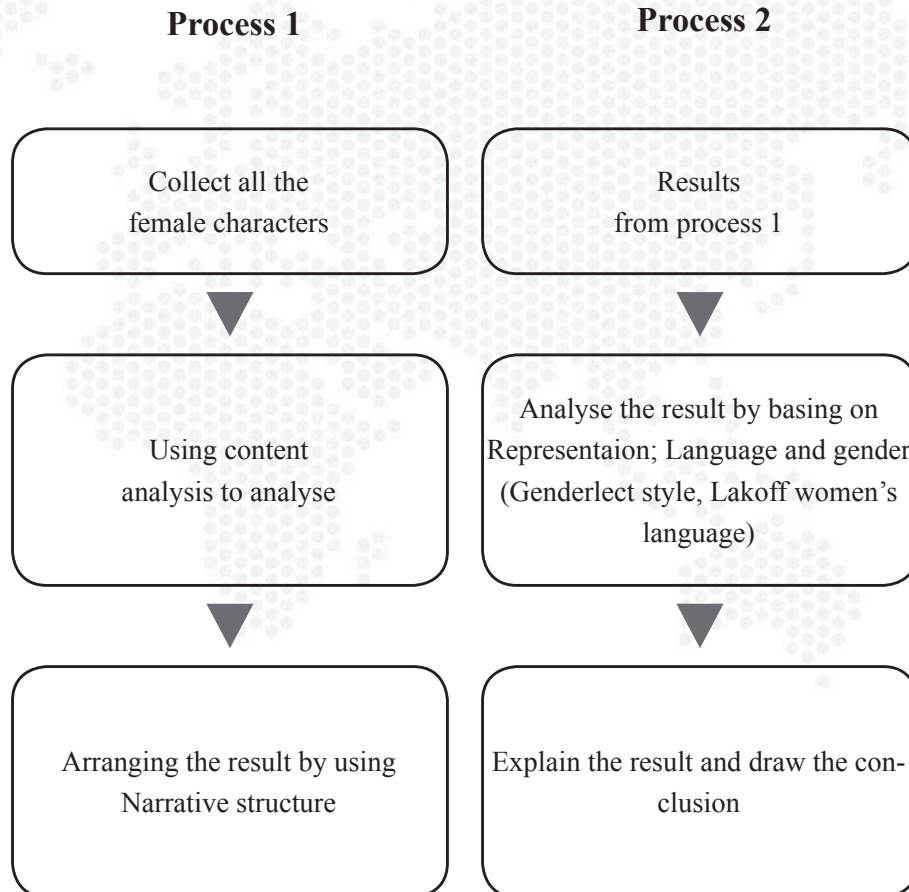 Process 1
Collect all the
female characters
Using content
analysis to analyse
Arranging the result by using
Narrative structure
Process 2
Results
from process 1
Analyse the result by basing on
Representaion; Language and gender
(Genderlect style, Lakoff women’s
language)
Explain the result and draw the con-
clusion